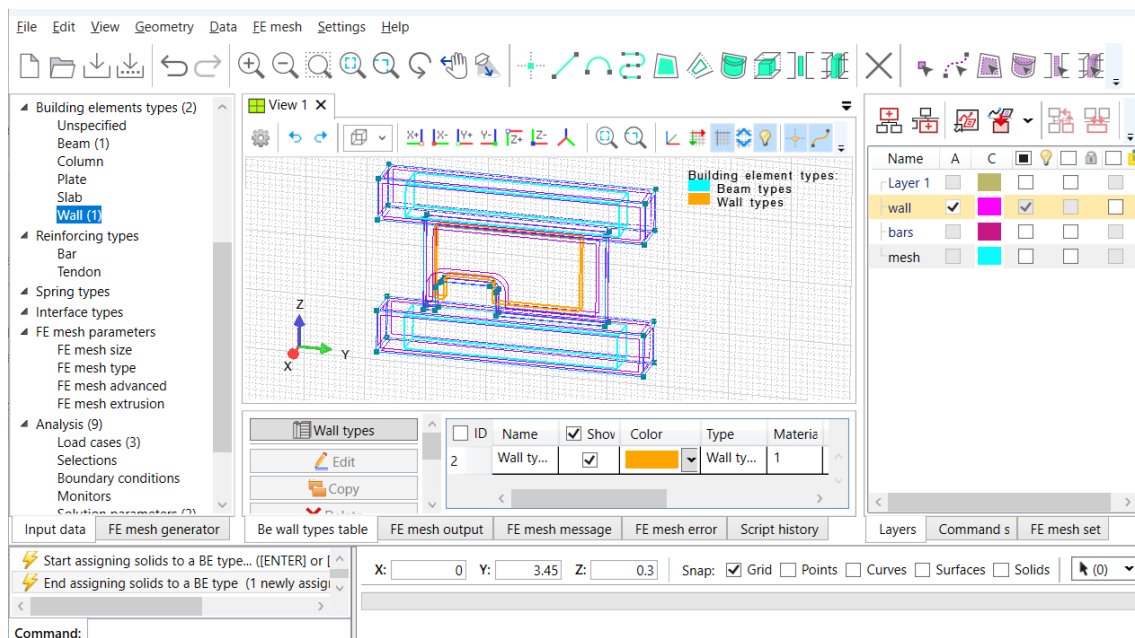 File Edit View Geometry Data FE mesh Settings Help
Building elements types (2)
Unspecified
Beam (1)
Column
Plate
Slab
Wall (1)
Reinforcing types
Bar
Tendon
Spring types
Interface types
FE mesh parameters
FE mesh size
FE mesh type
FE mesh advanced
FE mesh extrusion
Analysis (9)
Load cases (3)
Selections
Boundary conditions
Monitors
Solution parameters (2)
Input data FE mesh generator
View 1
X+ X- Y+ Y- Z+ Z-
Building element types:
Beam types
Wall types
Z
Y
X
Wall types
Edit
Copy
Delete
ID Name Show Color Type Materia
2 Wall ty... Wall ty... 1
Be wall types table FE mesh output FE mesh message FE mesh error Script history
Name A C
Layer 1
wall
bars
mesh
Layers Command s FE mesh set
Start assigning solids to a BE type... ([ENTER] or [
End assigning solids to a BE type (1 newly assig
Command:
X: 0 Y: 3.45 Z: 0.3 Snap: Grid Points Curves Surfaces Solids (0)